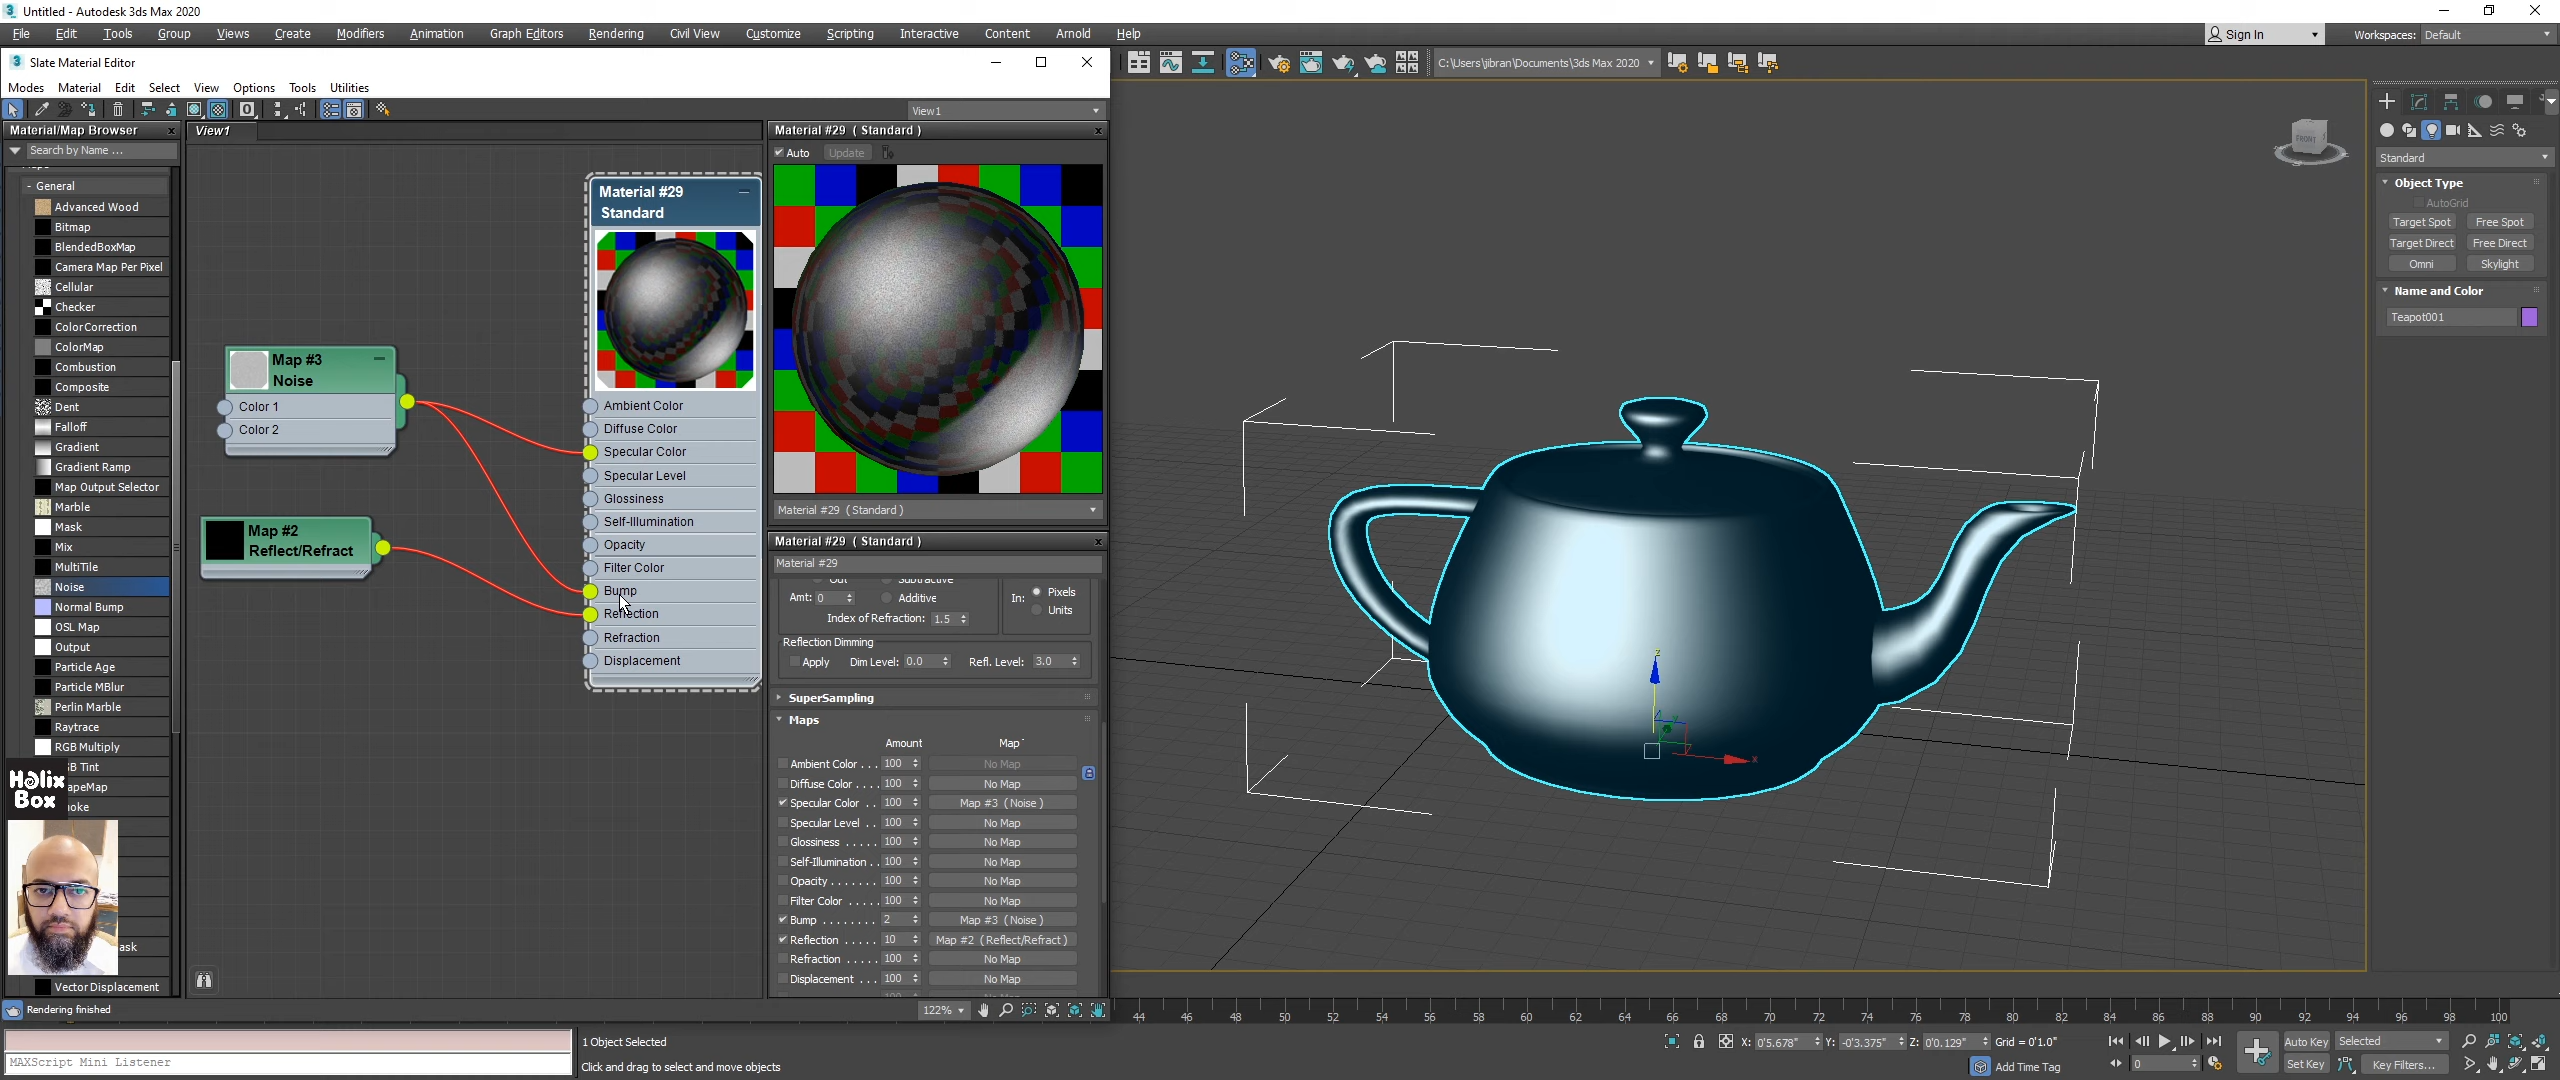 Untitled - Autodesk 3ds Max 2020
File Edit Tools Group Views Create Modifiers Animation Graph Editors Rendering Civil View Customize Scripting Interactive Content Arnold Help
Sign In
Workspaces: Default
Slate Material Editor
C:\Users\jibran\Documents\3ds Max 2020
Modes Material Edit Select View Options Tools Utilities
View1
Material/Map Browser
View1
Material #29 ( Standard )
Search by Name ...
Auto
Update
- General
Advanced Wood
Bitmap
BlendedBoxMap
Camera Map Per Pixel
Cellular
Checker
ColorCorrection
ColorMap
Combustion
Composite
Dent
Falloff
Gradient
Gradient Ramp
Map Output Selector
Marble
Mask
Mix
MultiTile
Noise
Normal Bump
OSL Map
Output
Particle Age
Particle MBlur
Perlin Marble
Raytrace
RGB Multiply
Vector Displacement
Halix
Box
Map #3
Noise
Color 1
Color 2
Map #2
Reflect/Refract
Material #29
Standard
Ambient Color
Diffuse Color
Specular Color
Specular Level
Glossiness
Self-Illumination
Opacity
Filter Color
Bump
Reflection
Refraction
Displacement
Material #29 ( Standard )
Material #29 ( Standard )
Material #29
Amt: 0
Additive
In: Pixels
Units
Index of Refraction: 1.5
Reflection Dimming
Apply Dim Level: 0.0 Refl. Level: 3.0
SuperSampling
Maps
Amount Map
Ambient Color . . . 100 No Map
Diffuse Color . . . . 100 No Map
Specular Color . . 100 Map #3 ( Noise )
Specular Level . . 100 No Map
Glossiness . . . . . 100 No Map
Self-Illumination . . 100 No Map
Opacity . . . . . . . 100 No Map
Filter Color . . . . . 100 No Map
Bump . . . . . . . . 2 Map #3 ( Noise )
Reflection . . . . . 10 Map #2 ( Reflect/Refract )
Refraction . . . . . 100 No Map
Displacement . . . 100 No Map
FRONT
z
x
Standard
Object Type
AutoGrid
Target Spot Free Spot
Target Direct Free Direct
Omni Skylight
Name and Color
Teapot001
Rendering finished
122%
44 46 48 50 52 54 56 58 60 62 64 66 68 70 72 74 76 78 80 82 84 86 88 90 92 94 96 98 100
1 Object Selected
X: 0'5.678" Y: -0'3.375" Z: 0'0.129" Grid = 0'1.0"
Auto Key Selected
MAXScript Mini Listener
Click and drag to select and move objects
Add Time Tag
0
Set Key Key Filters...